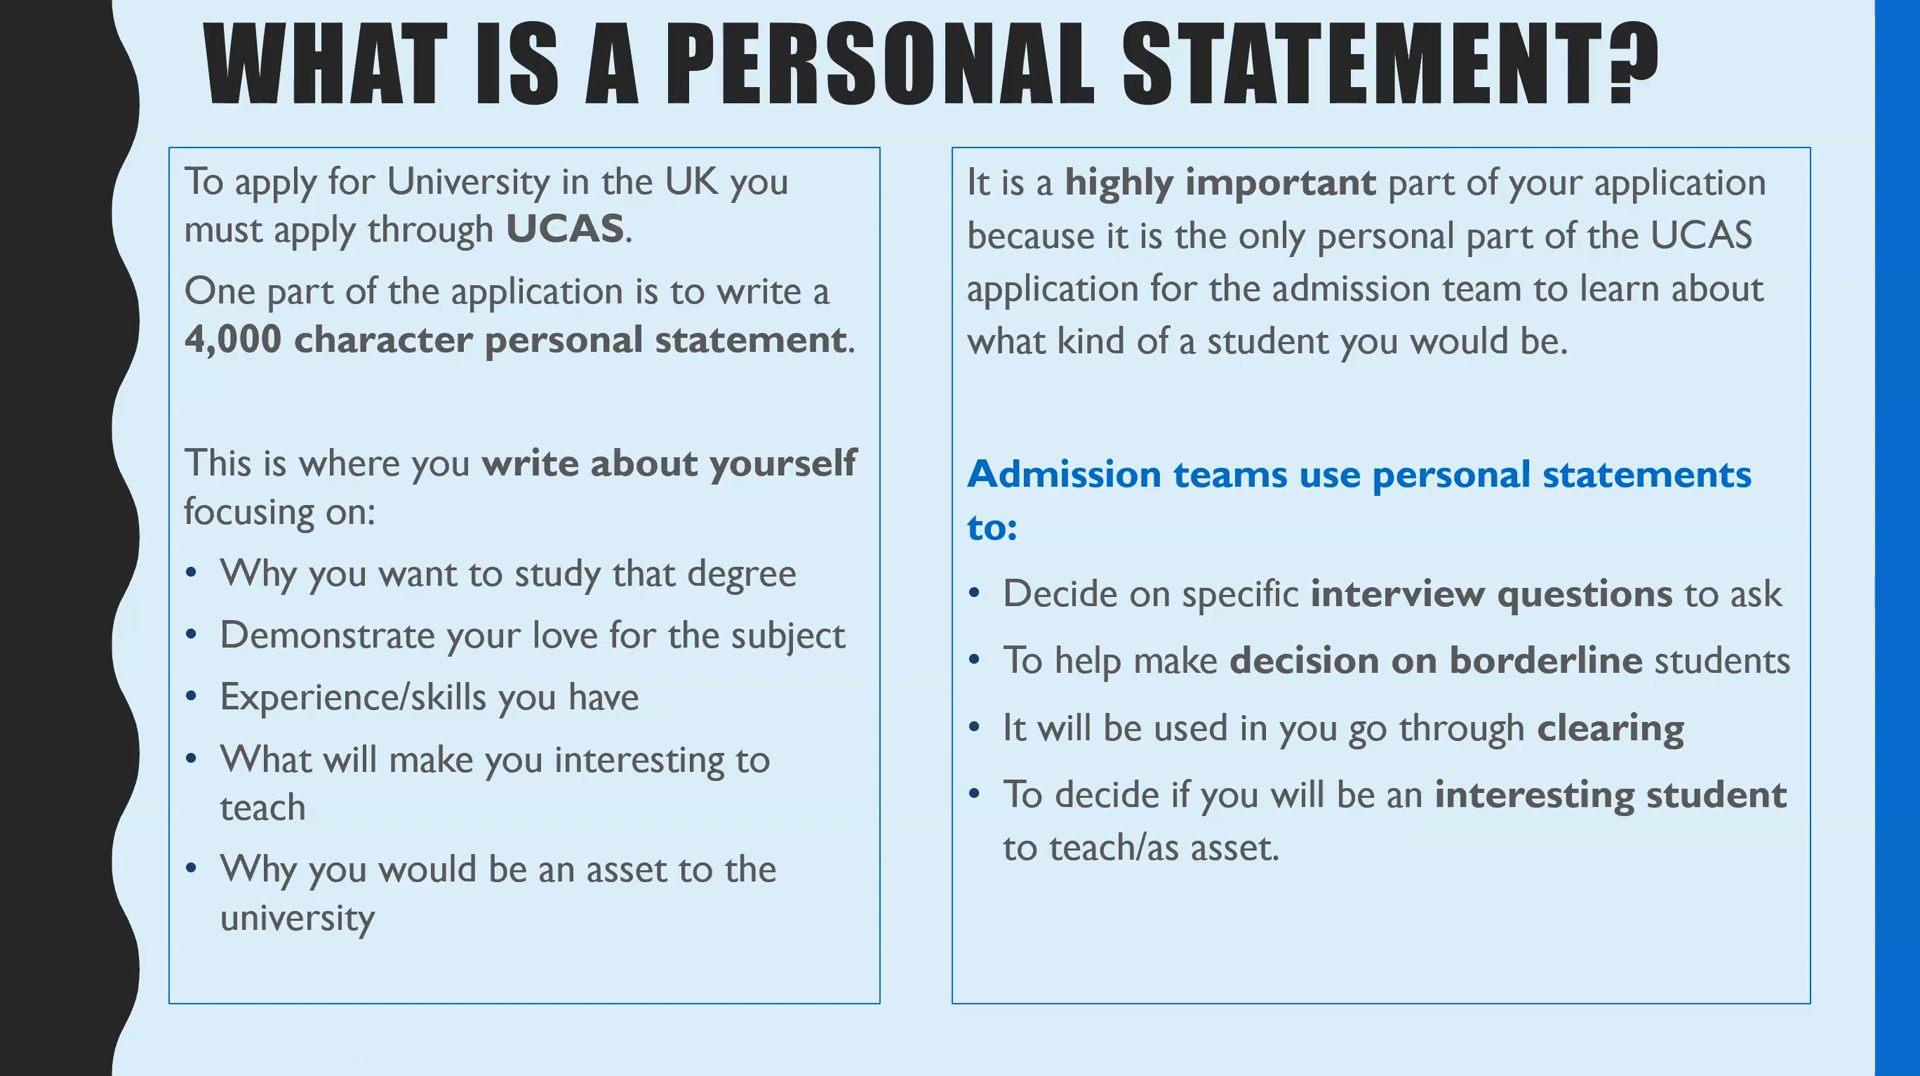 WHAT IS A PERSONAL STATEMENT?
To apply for University in the UK you
must apply through UCAS.
One part of the application is to write a
4,000 character personal statement.
This is where you write about yourself
focusing on:
• Why you want to study that degree
• Demonstrate your love for the subject
• Experience/skills you have
• What will make you interesting to
teach
• Why you would be an asset to the
university
It is a highly important part of your application
because it is the only personal part of the UCAS
application for the admission team to learn about
what kind of a student you would be.
Admission teams use personal statements
to:
• Decide on specific interview questions to ask
• To help make decision on borderline students
• It will be used in you go through clearing
• To decide if you will be an interesting student
to teach/as asset.